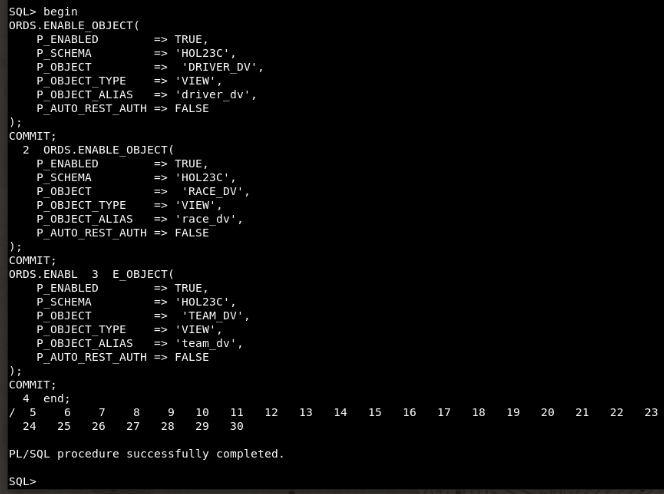 SQL> begin
ORDS.ENABLE_OBJECT(
    P_ENABLED        => TRUE,
    P_SCHEMA         => 'HOL23C',
    P_OBJECT         =>  'DRIVER_DV',
    P_OBJECT_TYPE    => 'VIEW',
    P_OBJECT_ALIAS   => 'driver_dv',
    P_AUTO_REST_AUTH => FALSE
);
COMMIT;
  2  ORDS.ENABLE_OBJECT(
    P_ENABLED        => TRUE,
    P_SCHEMA         => 'HOL23C',
    P_OBJECT         =>  'RACE_DV',
    P_OBJECT_TYPE    => 'VIEW',
    P_OBJECT_ALIAS   => 'race_dv',
    P_AUTO_REST_AUTH => FALSE
);
COMMIT;
ORDS.ENABL  3  E_OBJECT(
    P_ENABLED        => TRUE,
    P_SCHEMA         => 'HOL23C',
    P_OBJECT         =>  'TEAM_DV',
    P_OBJECT_TYPE    => 'VIEW',
    P_OBJECT_ALIAS   => 'team_dv',
    P_AUTO_REST_AUTH => FALSE
);
COMMIT;
  4  end;
/  5    6    7    8    9   10   11   12   13   14   15   16   17   18   19   20   21   22   23
  24   25   26   27   28   29   30
PL/SQL procedure successfully completed.
SQL>